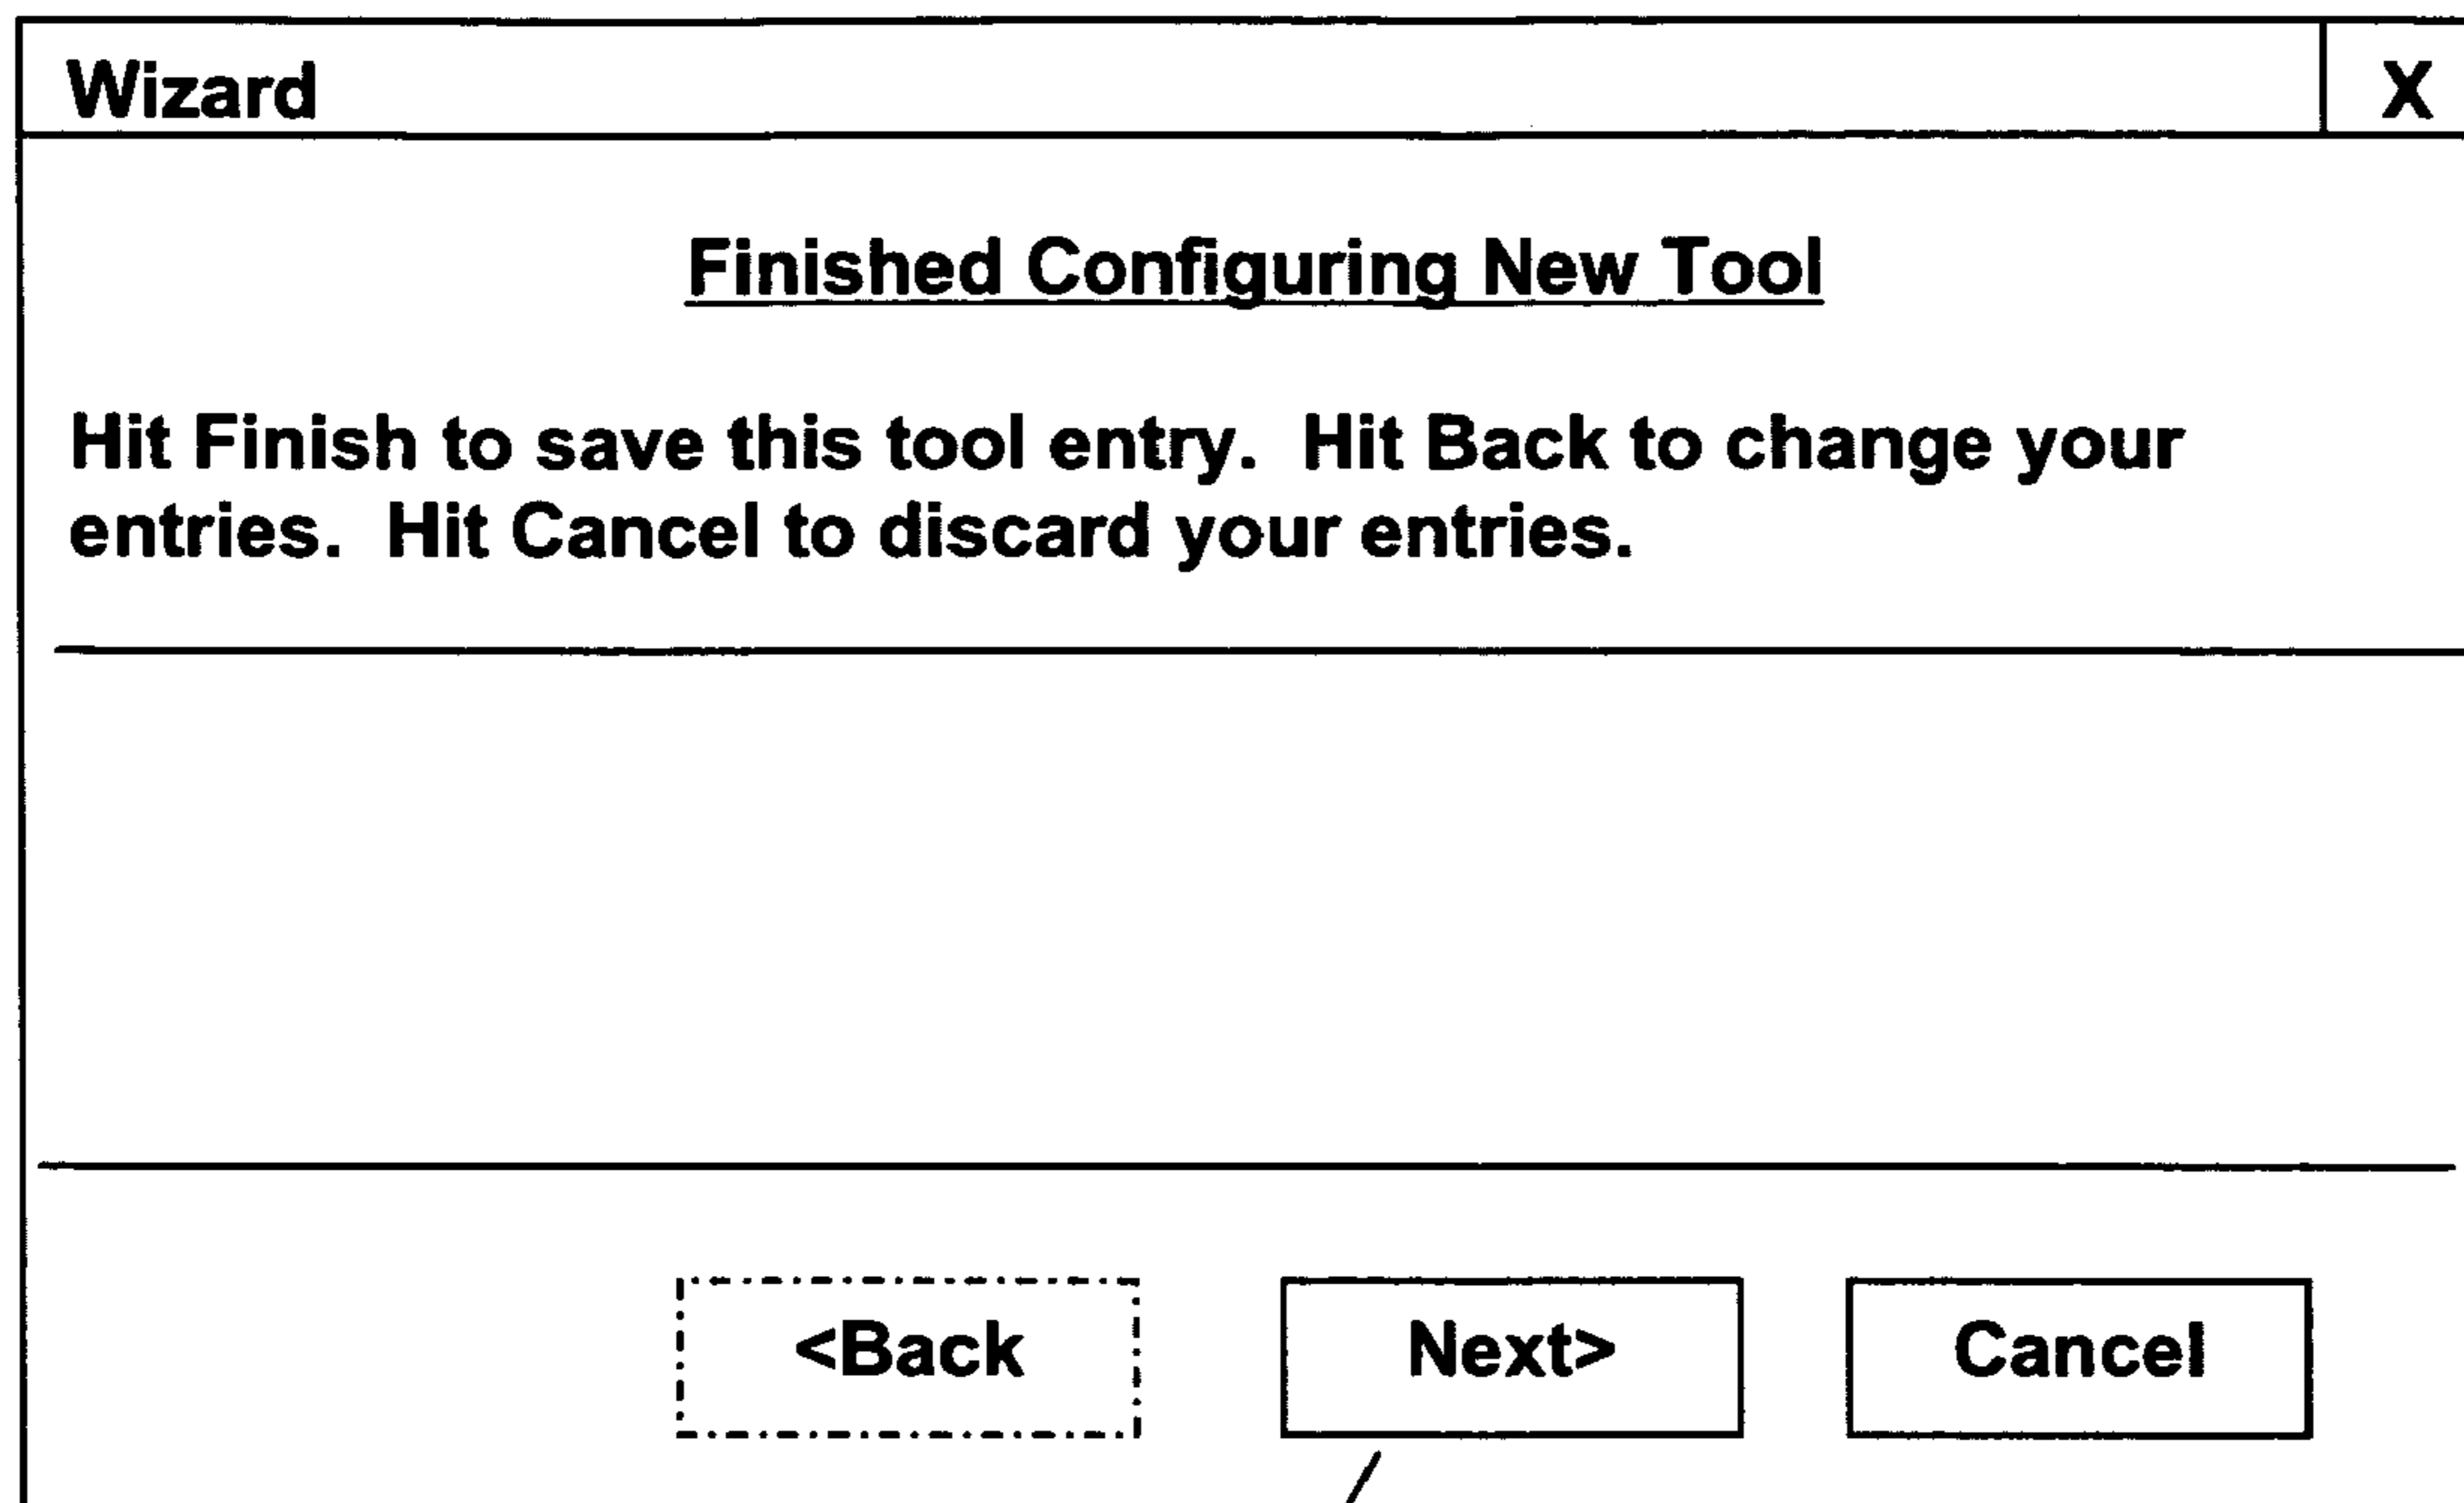 Wizard X
Finished Configuring New Tool
Hit Finish to save this tool entry.  Hit Back to change your
entries.  Hit Cancel to discard your entries.
<Back Next> Cancel